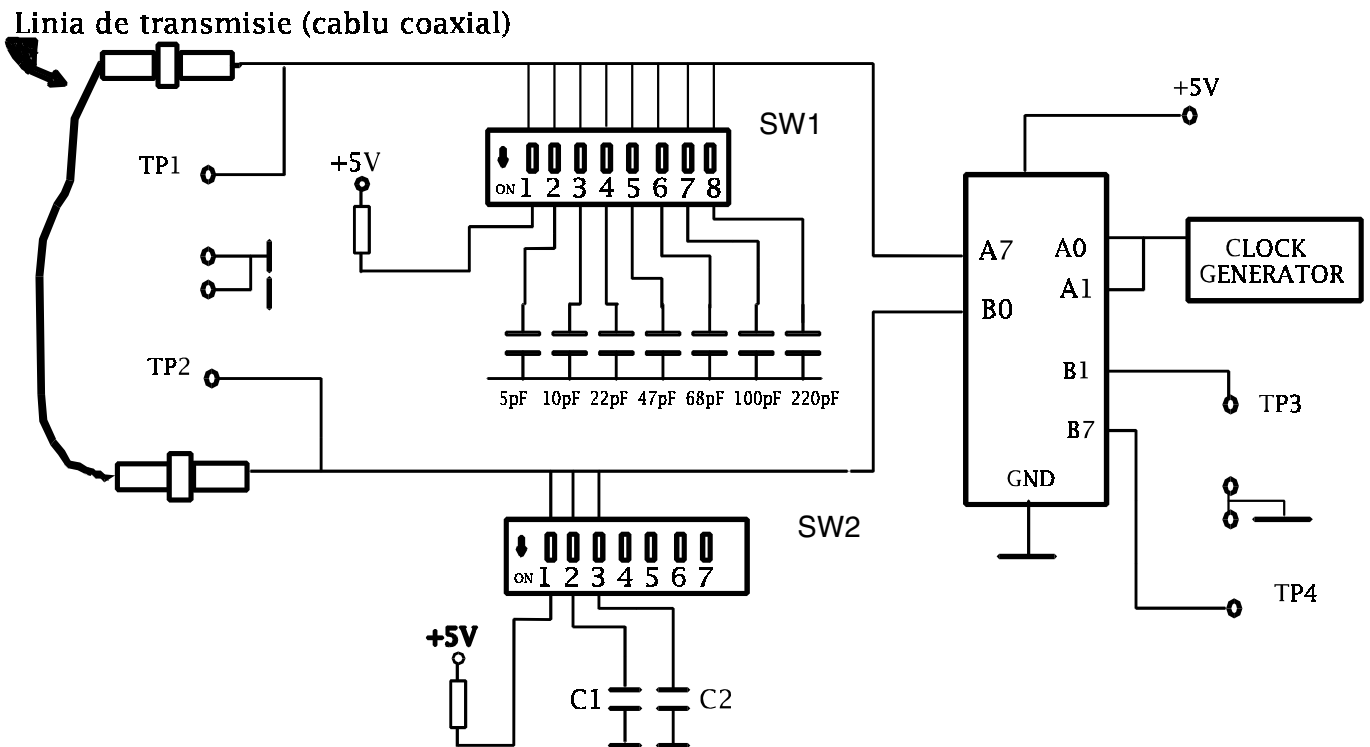 Linia de transmisie (cablu coaxial)
+5V
SW1
TP1
+5V
ON 1 2 3 4 5 6 7 8
A7
A0
CLOCK
GENERATOR
A1
B0
TP2
B1
5pF 10pF 22pF 47pF 68pF 100pF 220pF
TP3
B7
GND
SW2
ON 1 2 3 4 5 6 7
TP4
+5V
C1
C2